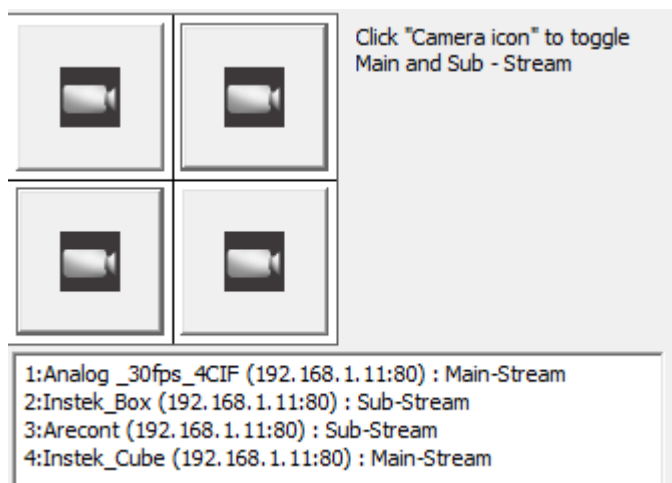 Click "Camera icon" to toggle
Main and Sub - Stream
1:Analog _30fps_4CIF (192.168.1.11:80) : Main-Stream
2:Instek_Box (192.168.1.11:80) : Sub-Stream
3:Arecont (192.168.1.11:80) : Sub-Stream
4:Instek_Cube (192.168.1.11:80) : Main-Stream